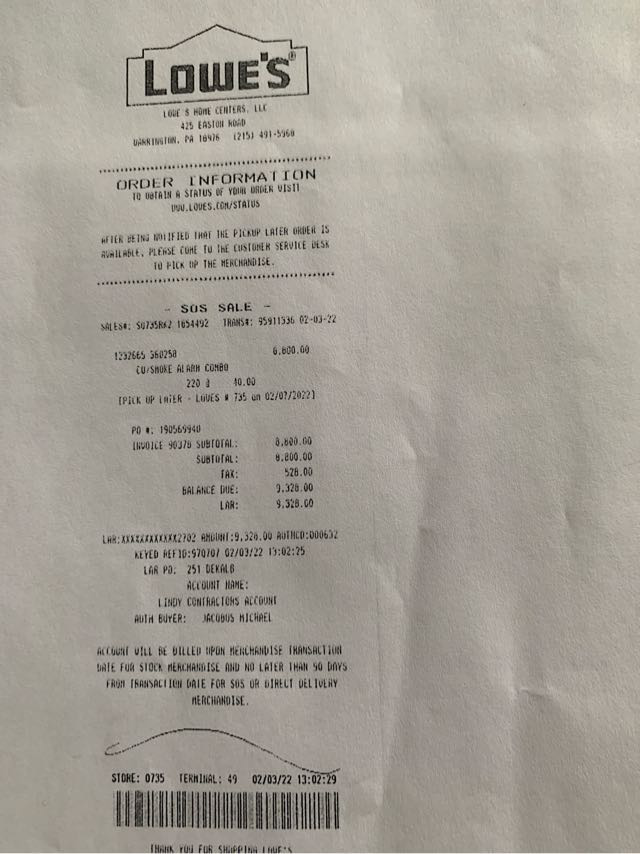 LOWE'S®
LOWE'S HOME CENTERS, LLC
425 EASTON ROAD
WARRINGTON, PA 18976 (215) 491-5960
ORDER INFORMATION
TO OBTAIN A STATUS OF YOUR ORDER VISIT
WWW.LOWES.COM/STATUS
AFTER BEING NOTIFIED THAT THE PICKUP LATER ORDER IS
AVAILABLE, PLEASE COME TO THE CUSTOMER SERVICE DESK
TO PICK UP THE MERCHANDISE.
- SOS SALE -
SALES#: TRANS#: 95911336 02-03-22
1232665 8,800.00
CO/SMOKE ALARM COMBO
220 @ 40.00
[PICK UP LATER - LOWES # 735 on 02/07/2022]
PO #: 190569940
INVOICE 90378 SUBTOTAL: 8,800.00
SUBTOTAL: 8,800.00
TAX: 528.00
BALANCE DUE: 9,328.00
LAR: 9,328.00
LAR:XXXXXXXXXXXX2702 AMOUNT:9,328.00 AUTHCD:000632
KEYED REFID:970707 02/03/22 13:02:25
LAR PO: 251 DEKALB
ACCOUNT NAME:
LINDY CONTRACTORS ACCOUNT
AUTH BUYER: JACOBUS MICHAEL
ACCOUNT WILL BE BILLED UPON MERCHANDISE TRANSACTION
DATE FOR STOCK MERCHANDISE AND NO LATER THAN 90 DAYS
FROM TRANSACTION DATE FOR SOS OR DIRECT DELIVERY
MERCHANDISE.
STORE: 0735 TERMINAL: 49 02/03/22 13:02:29
THANK YOU FOR SHOPPING LOWE'S